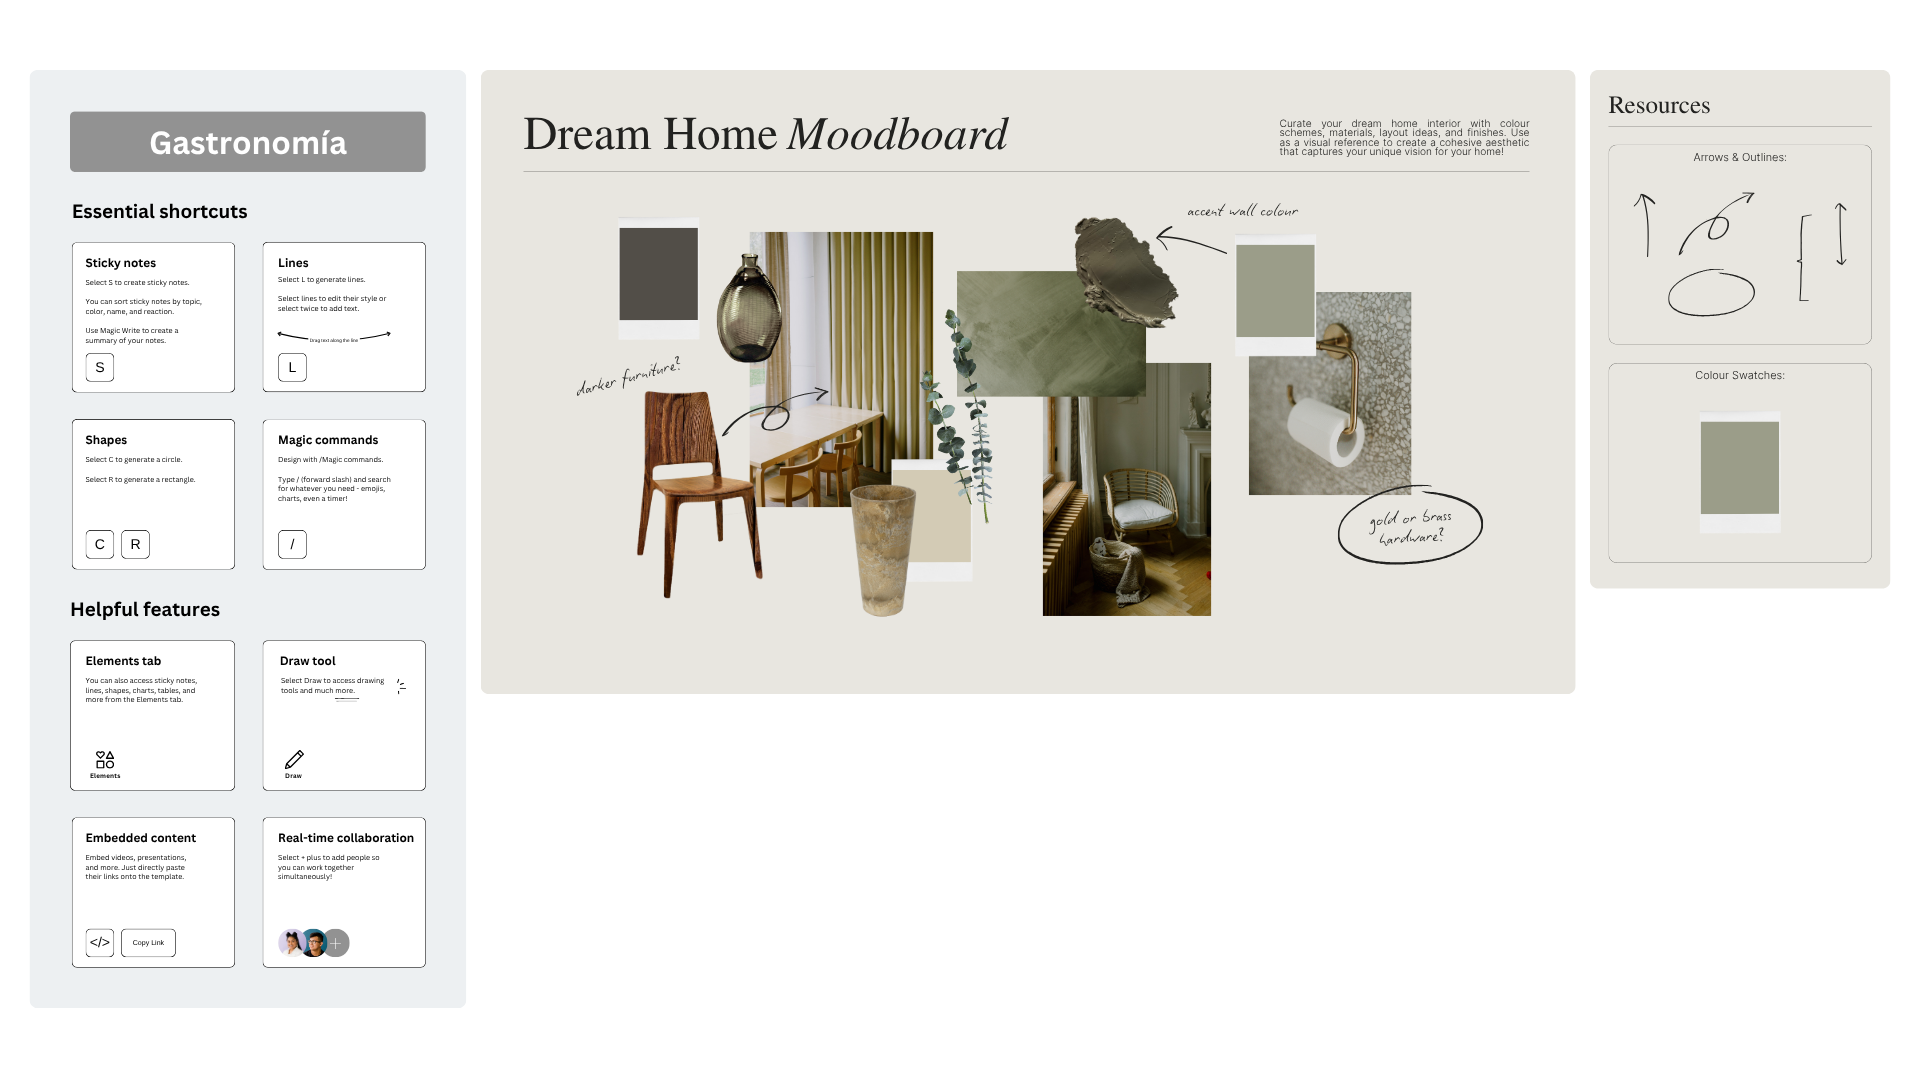 Gastronomía
Essential shortcuts
Sticky notes
Select S to create sticky notes.
You can sort sticky notes by topic,
color, name, and reaction.
Use Magic Write to create a
summary of your notes.
S
Lines
Select L to generate lines.
Select lines to edit their style or
select twice to add text.
Drag text along the line
L
Shapes
Select C to generate a circle.
Select R to generate a rectangle.
C R
Magic commands
Design with /Magic commands.
Type / (forward slash) and search
for whatever you need - emojis,
charts, even a timer!
/
Helpful features
Elements tab
You can also access sticky notes,
lines, shapes, charts, tables, and
more from the Elements tab.
Elements
Draw tool
Select Draw to access drawing
tools and much more.
Draw
Embedded content
Embed videos, presentations,
and more. Just directly paste
their links onto the template.
</> Copy Link
Real-time collaboration
Select + plus to add people so
you can work together
simultaneously!
Dream Home Moodboard
Curate your dream home interior with colour
schemes, materials, layout ideas, and finishes. Use
as a visual reference to create a cohesive aesthetic
that captures your unique vision for your home!
accent wall colour
darker furniture?
gold or brass
hardware?
Resources
Arrows & Outlines:
Colour Swatches: